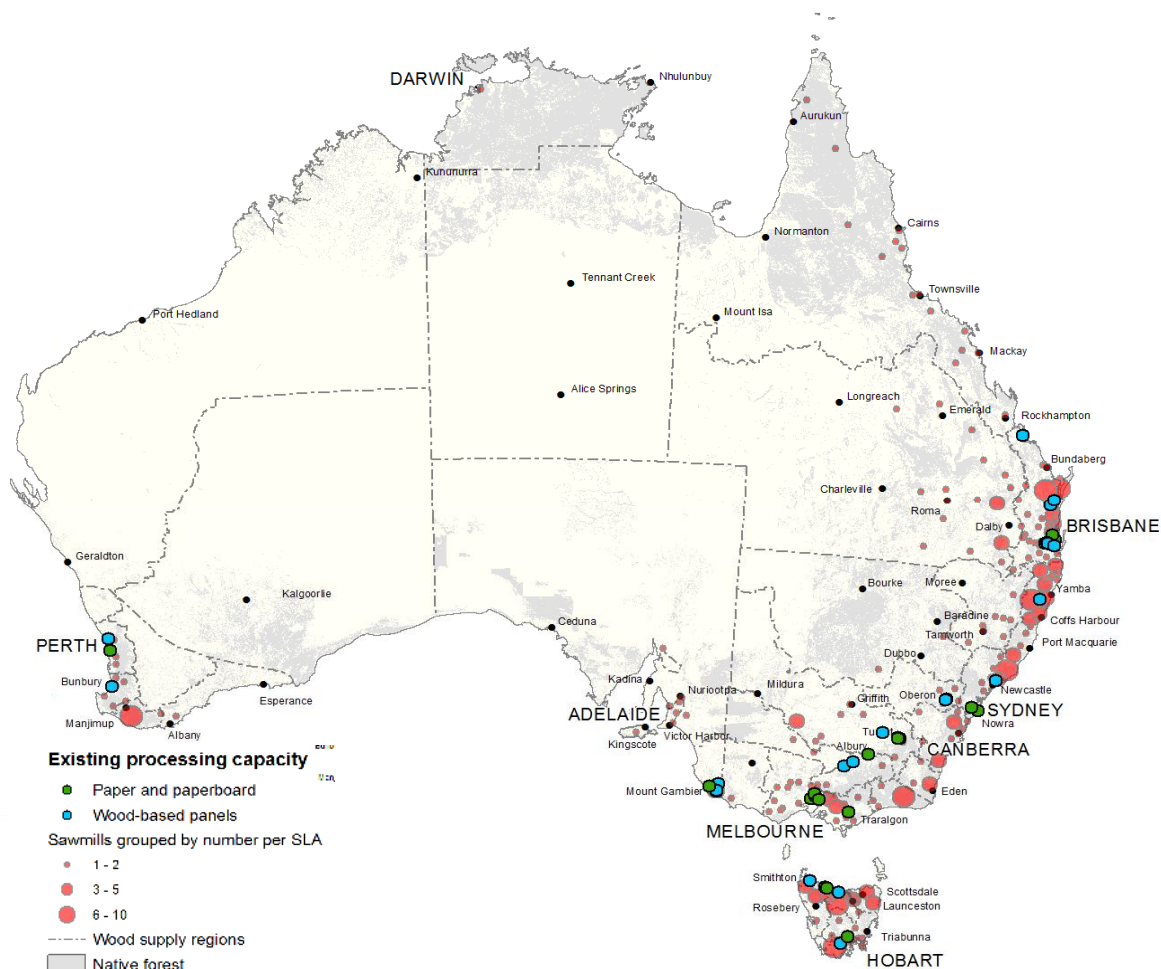 DARWIN
Nhulunbuy
Aurukun
Kununurra
Cairns
Normanton
Tennant Creek
Townsville
Mount Isa
Port Hedland
Mackay
Alice Springs
Longreach
Emerald
Rockhampton
Bundaberg
Charleville
Roma
Dalby
BRISBANE
Geraldton
Bourke
Moree
Yamba
Kalgoorlie
Baradine
Coffs Harbour
Ceduna
Tamworth
Port Macquarie
PERTH
Dubbo
Kadina
Bunbury
Nuriootpa
Mildura
Oberon
Newcastle
Esperance
Griffith
SYDNEY
ADELAIDE
Manjimup
Nowra
Albany
Victor Harbor
Kingscote
Albury
CANBERRA
Existing processing capacity
Paper and paperboard
Mount Gambier
Eden
Wood-based panels
Traralgon
MELBOURNE
Sawmills grouped by number per SLA
1 - 2
Smithton
3 - 5
Scottsdale
Rosebery
Launceston
6 - 10
Triabunna
Wood supply regions
HOBART
Native forest